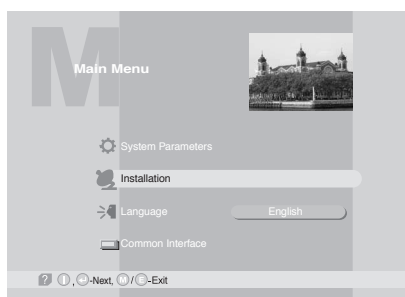 M
Main Menu
System Parameters
Installation
Language English
Common Interface
? I , -Next, M / E -Exit